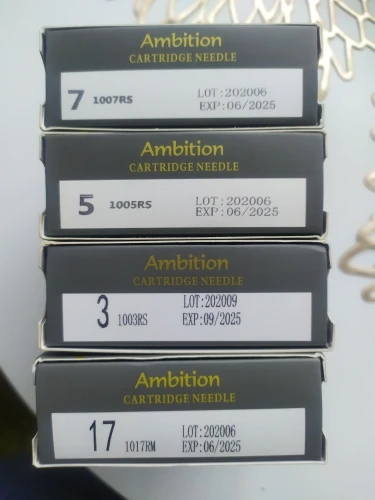 Ambition
CARTRIDGE NEEDLE
7 1007RS LOT:202006
EXP:06/2025
Ambition
CARTRIDGE NEEDLE
5 1005RS LOT:202006
EXP:06/2025
Ambition
CARTRIDGE NEEDLE
3 1003RS LOT:202009
EXP:09/2025
Ambition
CARTRIDGE NEEDLE
17 1017RM LOT:202006
EXP:06/2025